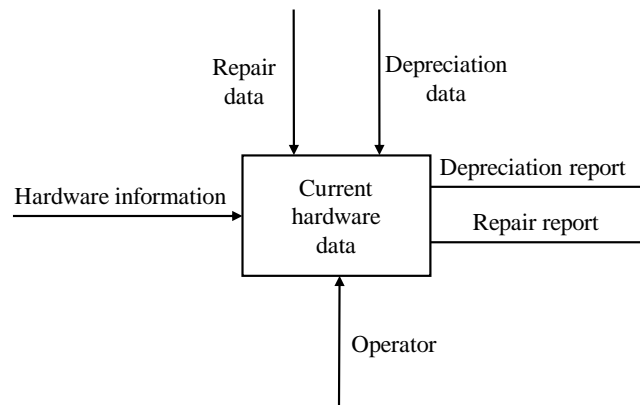 Repair
data
Depreciation
data
Hardware information
Current
hardware
data
Depreciation report
Repair report
Operator